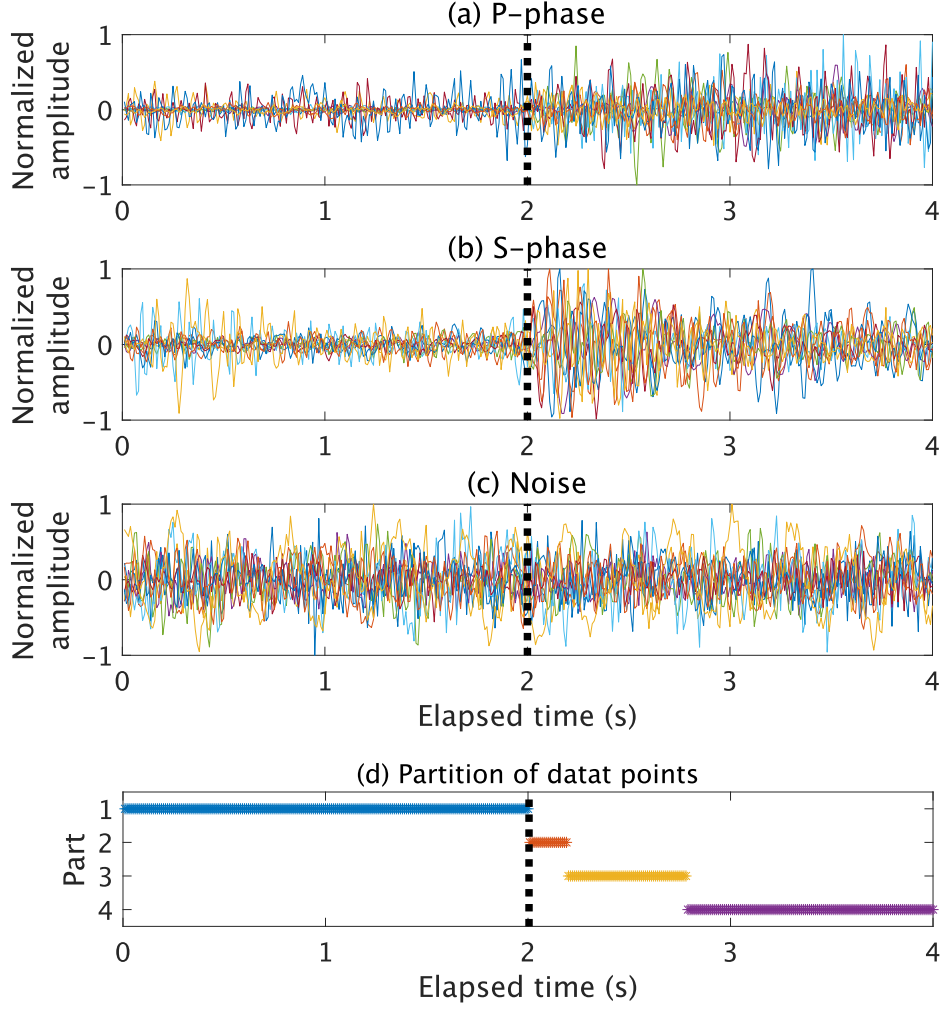 (a) P-phase
Normalized
amplitude
1
0
-1
0 1 2 3 4
(b) S-phase
Normalized
amplitude
1
0
-1
0 1 2 3 4
(c) Noise
Normalized
amplitude
1
0
-1
0 1 2 3 4
Elapsed time (s)
(d) Partition of datat points
Part
1
2
3
4
0 1 2 3 4
Elapsed time (s)